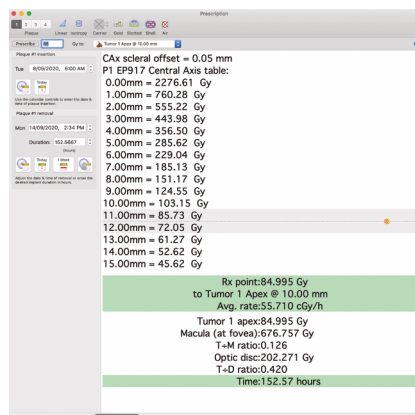 Prescription
1 2 3 4
Plaque Linear Isotropy Carrier Gold Slotted Shell Air
Prescribe 85 Gy to: Tumor 1 Apex @ 10.00 mm
Plaque #1 insertion
Tue 8/09/2020, 6:00 AM
Today
Use the calendar controls to enter the date & time of plaque insertion.
Plaque #1 removal
Mon 14/09/2020, 2:34 PM
Duration: 152.5667
(hours)
Today 1 Week
Adjust the date & time of removal or enter the desired implant duration in hours.
CAx scleral offset = 0.05 mm
P1 EP917 Central Axis table:
0.00mm = 2276.61 Gy
1.00mm = 760.28 Gy
2.00mm = 555.22 Gy
3.00mm = 443.98 Gy
4.00mm = 356.50 Gy
5.00mm = 285.62 Gy
6.00mm = 229.04 Gy
7.00mm = 185.13 Gy
8.00mm = 151.17 Gy
9.00mm = 124.55 Gy
10.00mm = 103.15 Gy
11.00mm = 85.73 Gy
12.00mm = 72.05 Gy
13.00mm = 61.27 Gy
14.00mm = 52.62 Gy
15.00mm = 45.62 Gy
Rx point:84.995 Gy
to Tumor 1 Apex @ 10.00 mm
Avg. rate:55.710 cGy/h
Tumor 1 apex:84.995 Gy
Macula (at fovea):676.757 Gy
T÷M ratio:0.126
Optic disc:202.271 Gy
T÷D ratio:0.420
Time:152.57 hours